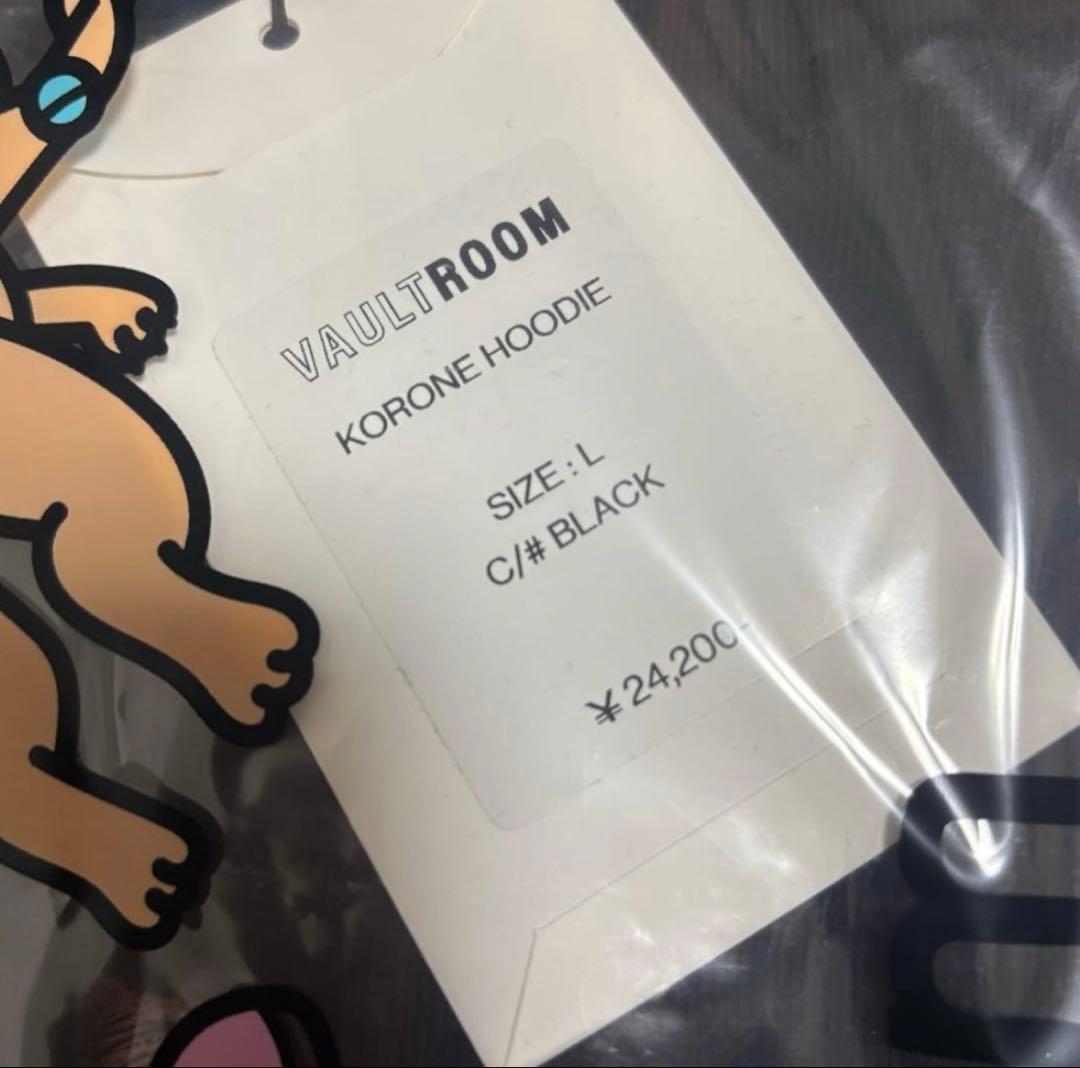 VAULTROOM
KORONE HOODIE
SIZE : L
C/# BLACK
¥24,200-